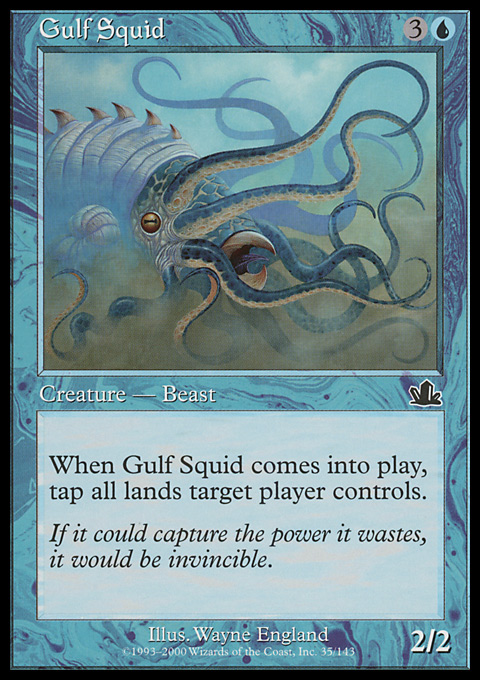 Gulf Squid 3
Creature — Beast
When Gulf Squid comes into play,
tap all lands target player controls.
If it could capture the power it wastes,
it would be invincible.
Illus. Wayne England
©1993–2000 Wizards of the Coast, Inc. 35/143
2/2